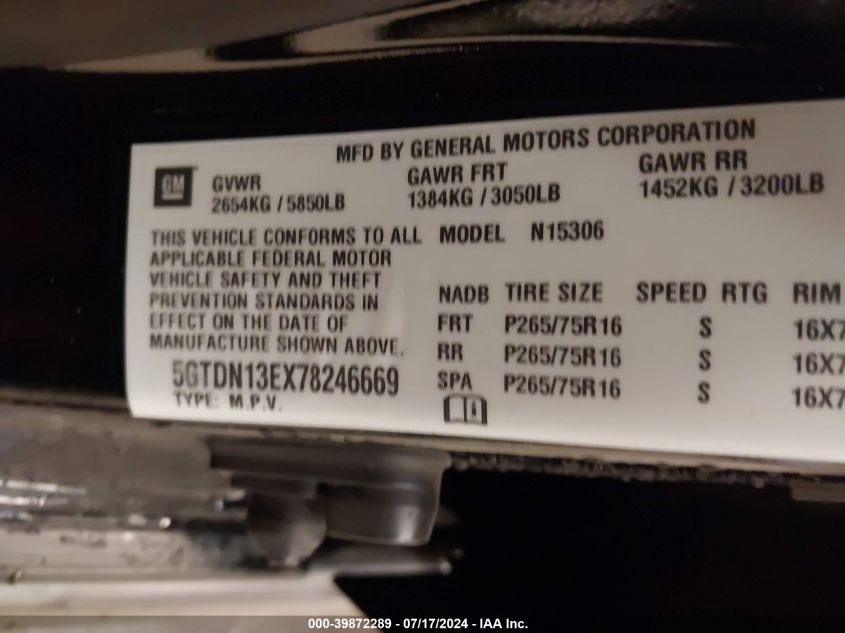 MFD BY GENERAL MOTORS CORPORATION
GM
GVWR GAWR FRT GAWR RR
2654KG / 5850LB 1384KG / 3050LB 1452KG / 3200LB
THIS VEHICLE CONFORMS TO ALL
APPLICABLE FEDERAL MOTOR
VEHICLE SAFETY AND THEFT
PREVENTION STANDARDS IN
EFFECT ON THE DATE OF
MANUFACTURE SHOWN ABOVE.
5GTDN13EX78246669
TYPE: M.P.V.
MODEL N15306
NADB TIRE SIZE SPEED RTG RIM
FRT P265/75R16 S 16X7
RR P265/75R16 S 16X7
SPA P265/75R16 S 16X7
000-39872289 - 07/17/2024 - IAA Inc.